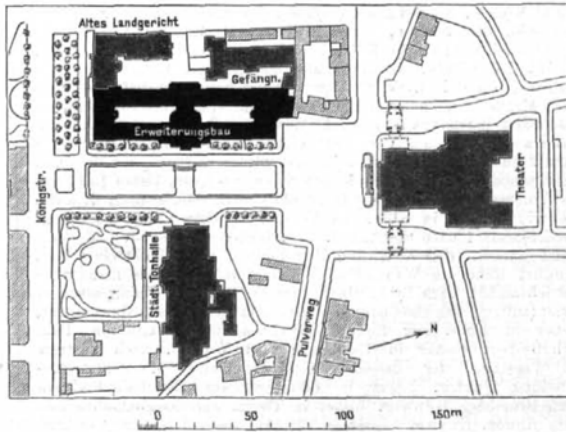 Altes Landgericht
Gefängn.
Erweiterungsbau
Königstr.
Theater
Städt. Tonhalle
Pulverweg
N
0 50 100 150m